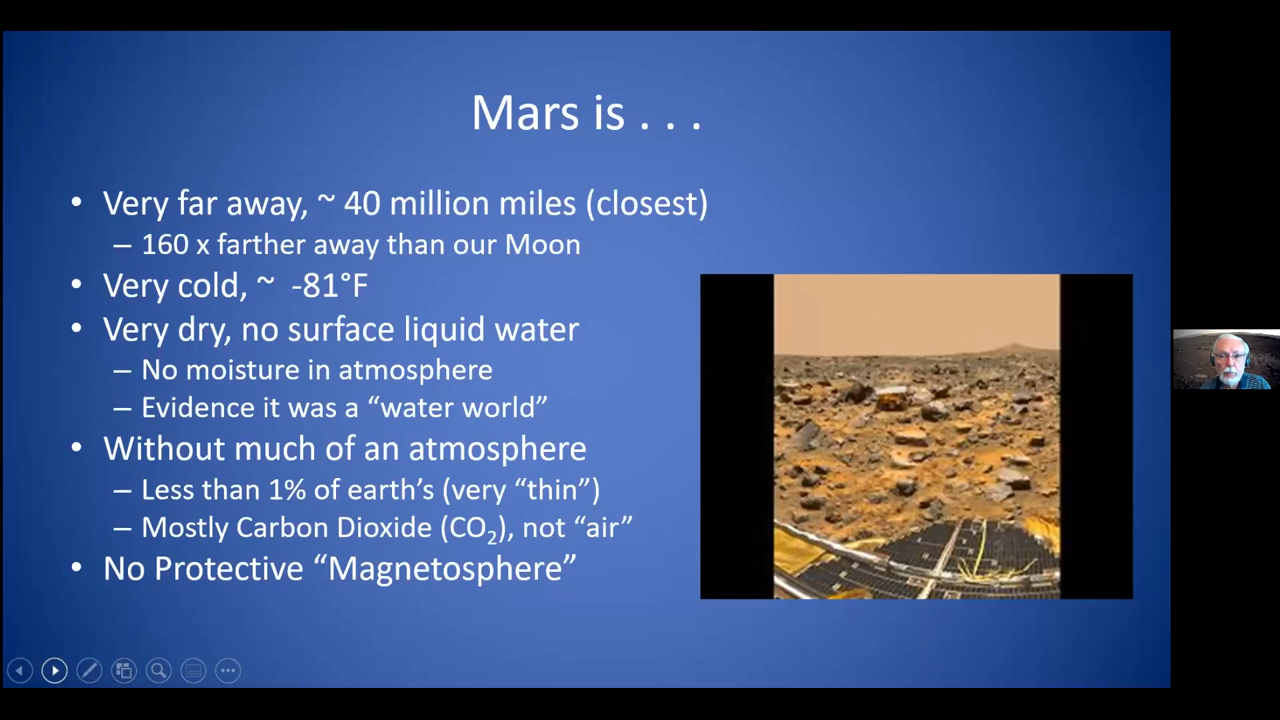 Mars is . . .
• Very far away, ~ 40 million miles (closest)
– 160 x farther away than our Moon
• Very cold, ~  -81°F
• Very dry, no surface liquid water
– No moisture in atmosphere
– Evidence it was a “water world”
• Without much of an atmosphere
– Less than 1% of earth’s (very “thin”)
– Mostly Carbon Dioxide (CO₂), not “air”
• No Protective “Magnetosphere”